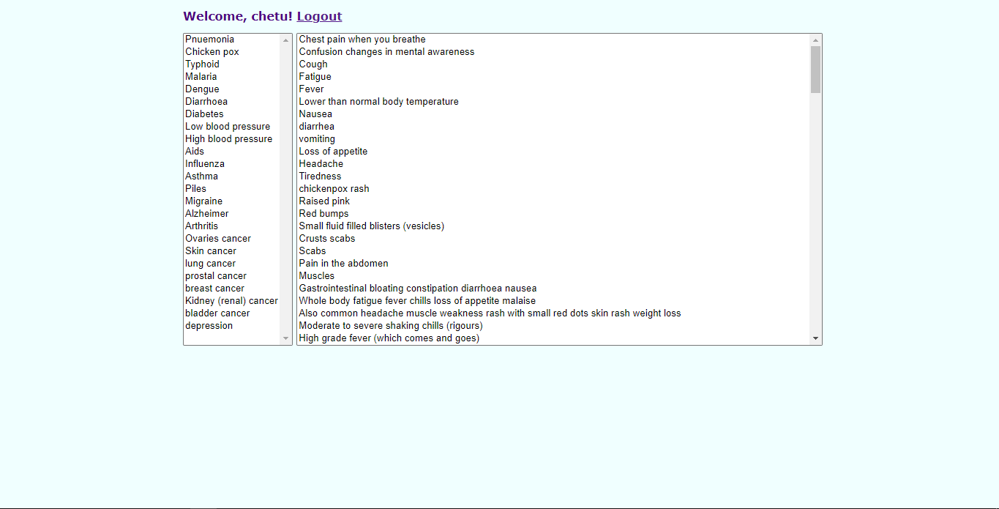 Welcome, chetu! Logout
Pnuemonia
Chicken pox
Typhoid
Malaria
Dengue
Diarrhoea
Diabetes
Low blood pressure
High blood pressure
Aids
Influenza
Asthma
Piles
Migraine
Alzheimer
Arthritis
Ovaries cancer
Skin cancer
lung cancer
prostal cancer
breast cancer
Kidney (renal) cancer
bladder cancer
depression
Chest pain when you breathe
Confusion changes in mental awareness
Cough
Fatigue
Fever
Lower than normal body temperature
Nausea
diarrhea
vomiting
Loss of appetite
Headache
Tiredness
chickenpox rash
Raised pink
Red bumps
Small fluid filled blisters (vesicles)
Crusts scabs
Scabs
Pain in the abdomen
Muscles
Gastrointestinal bloating constipation diarrhoea nausea
Whole body fatigue fever chills loss of appetite malaise
Also common headache muscle weakness rash with small red dots skin rash weight loss
Moderate to severe shaking chills (rigours)
High grade fever (which comes and goes)